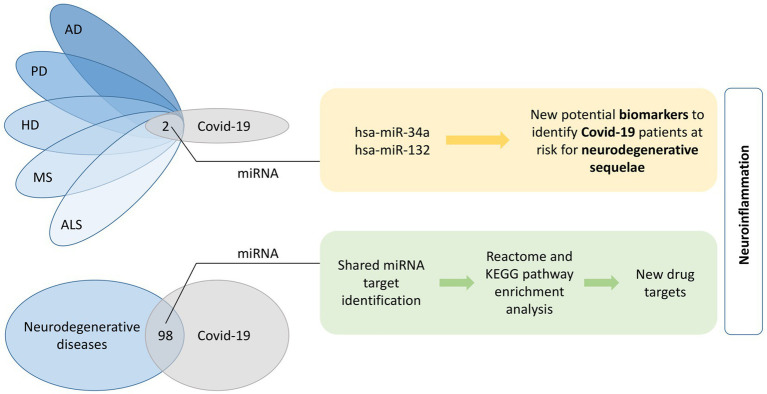 AD
PD
HD
MS
ALS
2
Covid-19
miRNA
hsa-miR-34a
hsa-miR-132
New potential biomarkers to
identify Covid-19 patients at
risk for neurodegenerative
sequelae
Neuroinflammation
miRNA
Neurodegenerative
diseases
98
Covid-19
Shared miRNA
target
identification
Reactome and
KEGG pathway
enrichment
analysis
New drug
targets